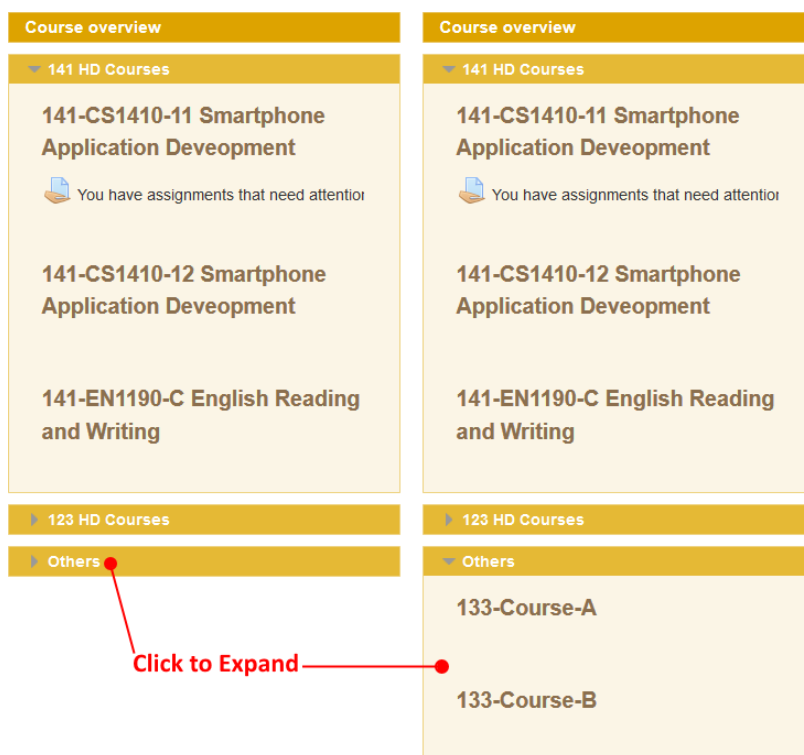 Course overview
141 HD Courses
141-CS1410-11 Smartphone
Application Deveopment
You have assignments that need attention
141-CS1410-12 Smartphone
Application Deveopment
141-EN1190-C English Reading
and Writing
123 HD Courses
Others
Click to Expand
Course overview
141 HD Courses
141-CS1410-11 Smartphone
Application Deveopment
You have assignments that need attention
141-CS1410-12 Smartphone
Application Deveopment
141-EN1190-C English Reading
and Writing
123 HD Courses
Others
133-Course-A
133-Course-B